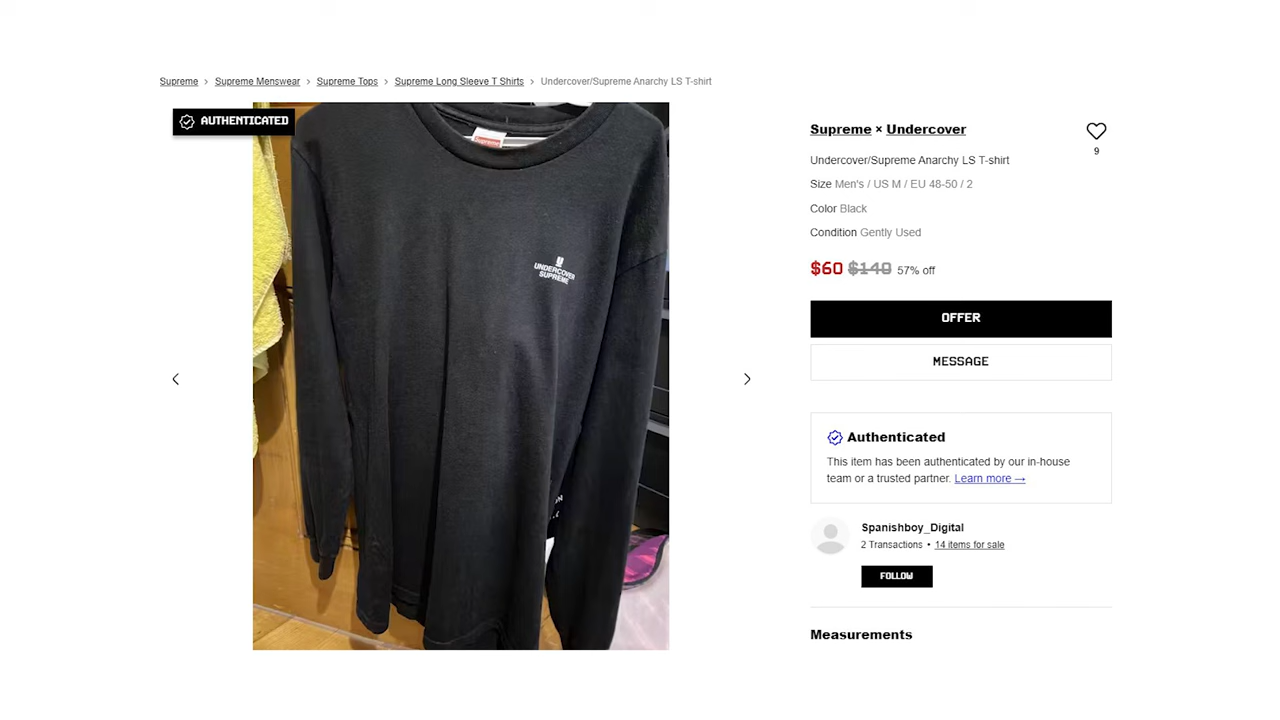 Supreme > Supreme Menswear > Supreme Tops > Supreme Long Sleeve T Shirts > Undercover/Supreme Anarchy LS T-shirt
AUTHENTICATED
Supreme
UNDERCOVER
SUPREME
Supreme × Undercover
9
Undercover/Supreme Anarchy LS T-shirt
Size Men's / US M / EU 48-50 / 2
Color Black
Condition Gently Used
$60 $140 57% off
OFFER
MESSAGE
Authenticated
This item has been authenticated by our in-house
team or a trusted partner. Learn more →
Spanishboy_Digital
2 Transactions • 14 items for sale
FOLLOW
Measurements